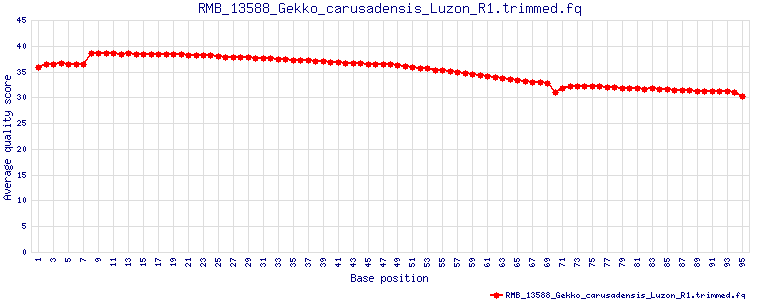 RMB_13588_Gekko_carusadensis_Luzon_R1.trimmed.fq
45
40
35
30
25
20
15
10
5
0
Average quality score
1 3 5 7 9 11 13 15 17 19 21 23 25 27 29 31 33 35 37 39 41 43 45 47 49 51 53 55 57 59 61 63 65 67 69 71 73 75 77 79 81 83 85 87 89 91 93 95
Base position
RMB_13588_Gekko_carusadensis_Luzon_R1.trimmed.fq